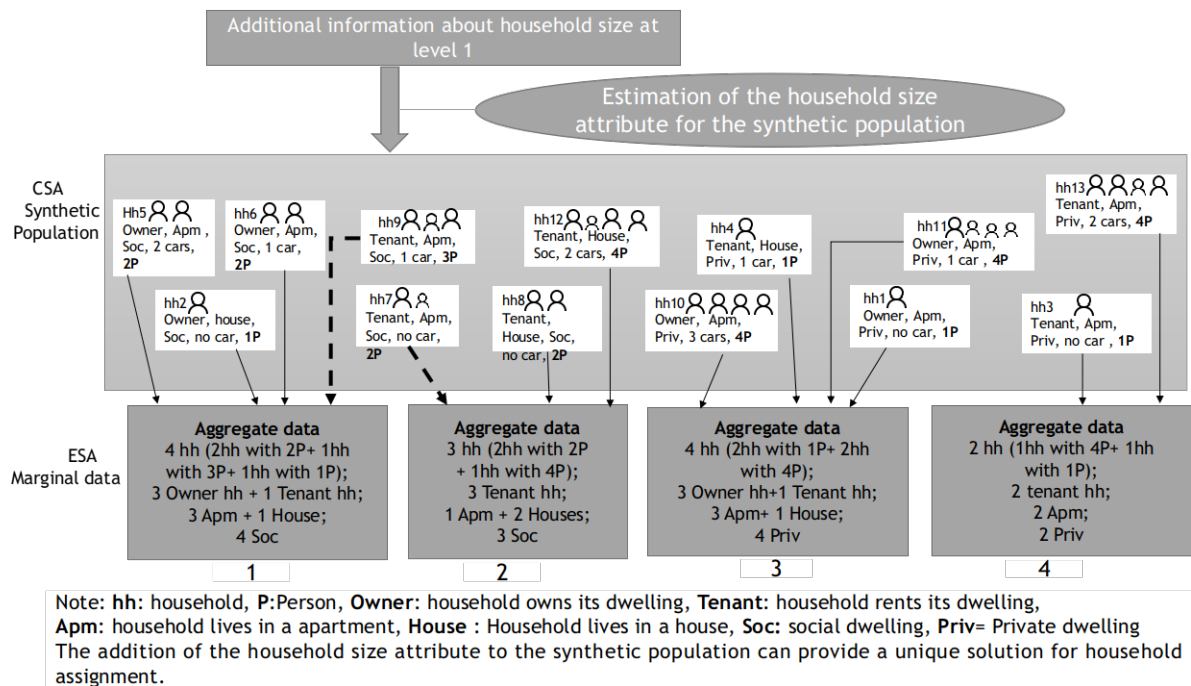 Additional information about household size at
level 1
Estimation of the household size
attribute for the synthetic population
CSA
Synthetic
Population
Hh5
Owner, Apm ,
Soc, 2 cars,
2P
hh6
Owner, Apm,
Soc, 1 car,
2P
hh2
Owner, house,
Soc, no car, 1P
hh9
Tenant, Apm,
Soc, 1 car, 3P
hh7
Tenant, Apm,
Soc, no car,
2P
hh12
Tenant, House,
Soc, 2 cars, 4P
hh8
Tenant,
House, Soc,
no car, 2P
hh4
Tenant, House,
Priv, 1 car, 1P
hh10
Owner, Apm,
Priv, 3 cars, 4P
hh11
Owner, Apm,
Priv, 1 car , 4P
hh1
Owner, Apm,
Priv, no car, 1P
hh13
Tenant, Apm,
Priv, 2 cars, 4P
hh3
Tenant, Apm,
Priv, no car , 1P
ESA
Marginal data
Aggregate data
4 hh (2hh with 2P+ 1hh
with 3P+ 1hh with 1P);
3 Owner hh + 1 Tenant hh;
3 Apm + 1 House;
4 Soc
1
Aggregate data
3 hh (2hh with 2P
+ 1hh with 4P);
3 Tenant hh;
1 Apm + 2 Houses;
3 Soc
2
Aggregate data
4 hh (2hh with 1P+ 2hh
with 4P);
3 Owner hh+1 Tenant hh;
3 Apm+ 1 House;
4 Priv
3
Aggregate data
2 hh (1hh with 4P+ 1hh
with 1P);
2 tenant hh;
2 Apm;
2 Priv
4
Note: hh: household, P:Person, Owner: household owns its dwelling, Tenant: household rents its dwelling,
Apm: household lives in a apartment, House : Household lives in a house, Soc: social dwelling, Priv= Private dwelling
The addition of the household size attribute to the synthetic population can provide a unique solution for household
assignment.